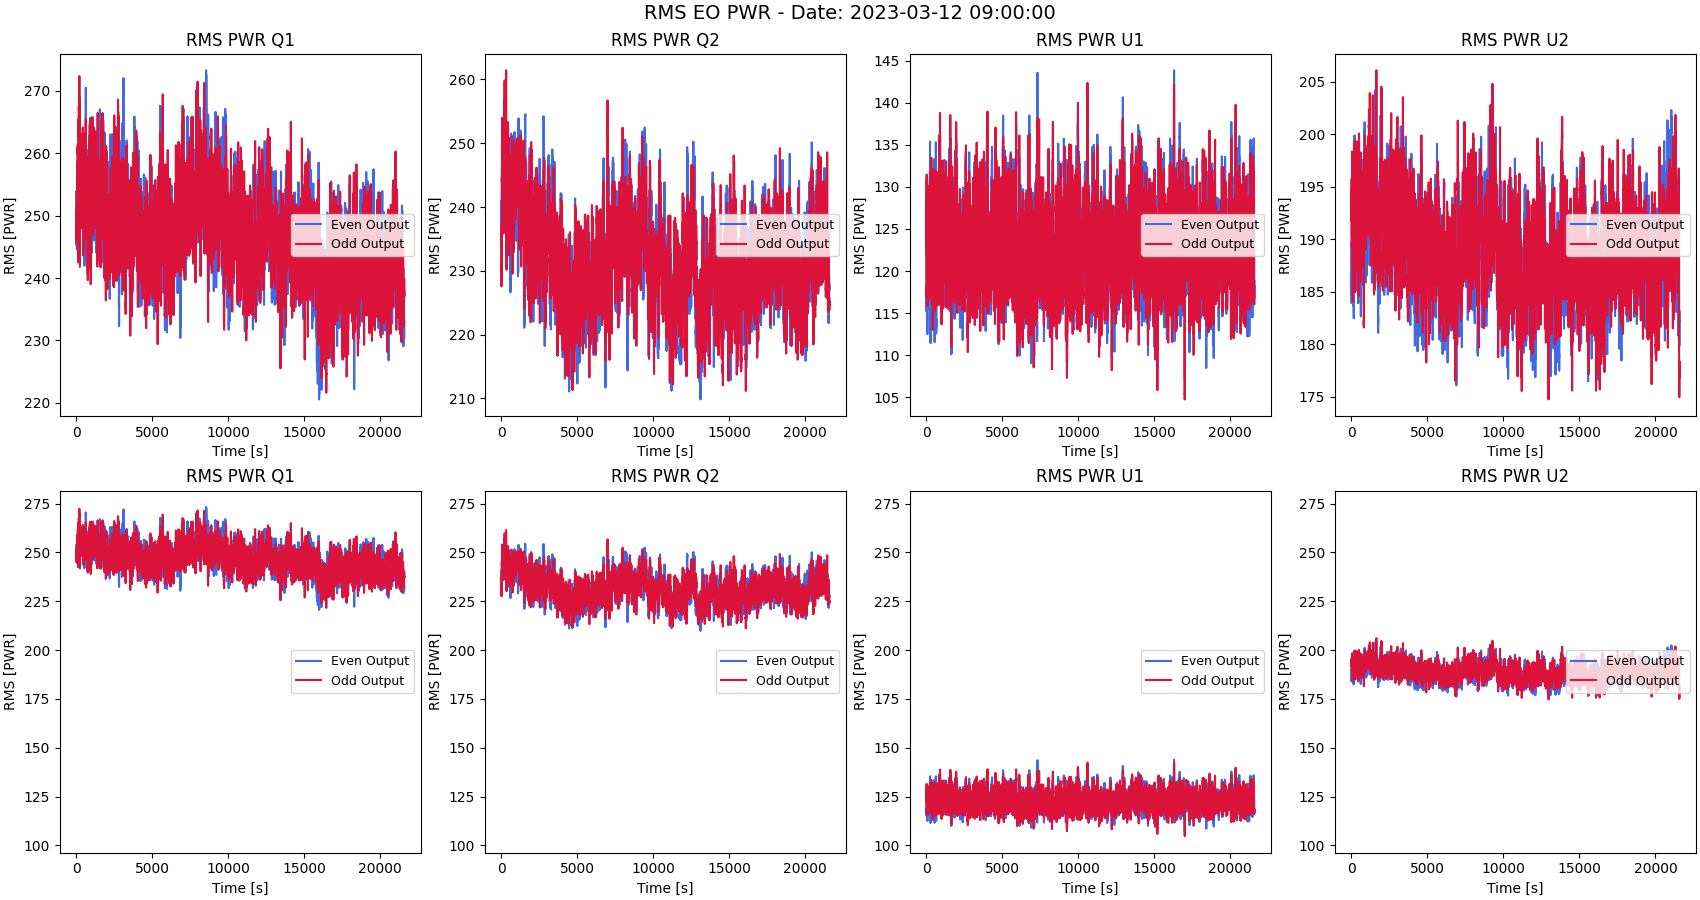 RMS EO PWR - Date: 2023-03-12 09:00:00
RMS PWR Q1
RMS [PWR]
270
260
250
240
230
220
Even Output
Odd Output
0 5000 10000 15000 20000
Time [s]
RMS PWR Q2
RMS [PWR]
260
250
240
230
220
210
Even Output
Odd Output
0 5000 10000 15000 20000
Time [s]
RMS PWR U1
RMS [PWR]
145
140
135
130
125
120
115
110
105
Even Output
Odd Output
0 5000 10000 15000 20000
Time [s]
RMS PWR U2
RMS [PWR]
205
200
195
190
185
180
175
Even Output
Odd Output
0 5000 10000 15000 20000
Time [s]
RMS PWR Q1
RMS [PWR]
275
250
225
200
175
150
125
100
Even Output
Odd Output
0 5000 10000 15000 20000
Time [s]
RMS PWR Q2
RMS [PWR]
275
250
225
200
175
150
125
100
Even Output
Odd Output
0 5000 10000 15000 20000
Time [s]
RMS PWR U1
RMS [PWR]
275
250
225
200
175
150
125
100
Even Output
Odd Output
0 5000 10000 15000 20000
Time [s]
RMS PWR U2
RMS [PWR]
275
250
225
200
175
150
125
100
Even Output
Odd Output
0 5000 10000 15000 20000
Time [s]